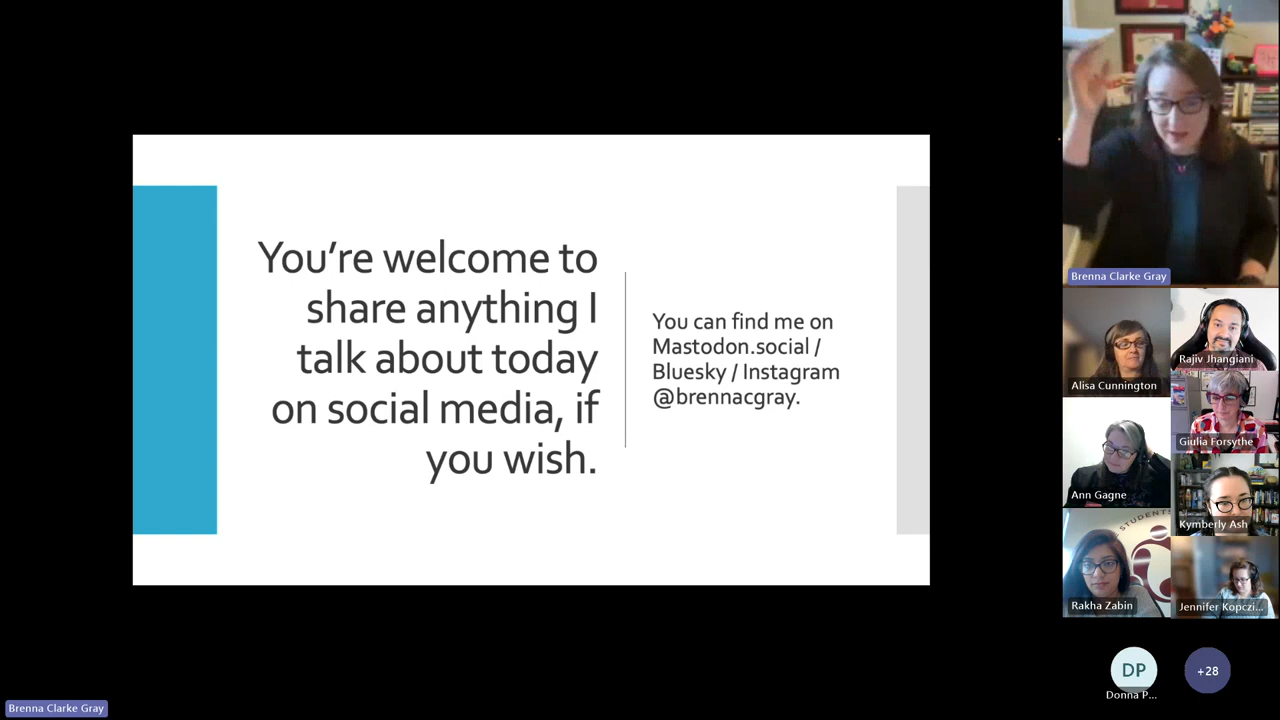 You're welcome to
share anything I
talk about today
on social media, if
you wish.
You can find me on
Mastodon.social /
Bluesky / Instagram
@brennacgray.
Brenna Clarke Gray
Alisa Cunnington
Rajiv Jhangiani
Giulia Forsythe
Ann Gagne
Kymberly Ash
STUDENTS
Rakha Zabin
Jennifer Kopczi...
DP
Donna P...
+28
Brenna Clarke Gray